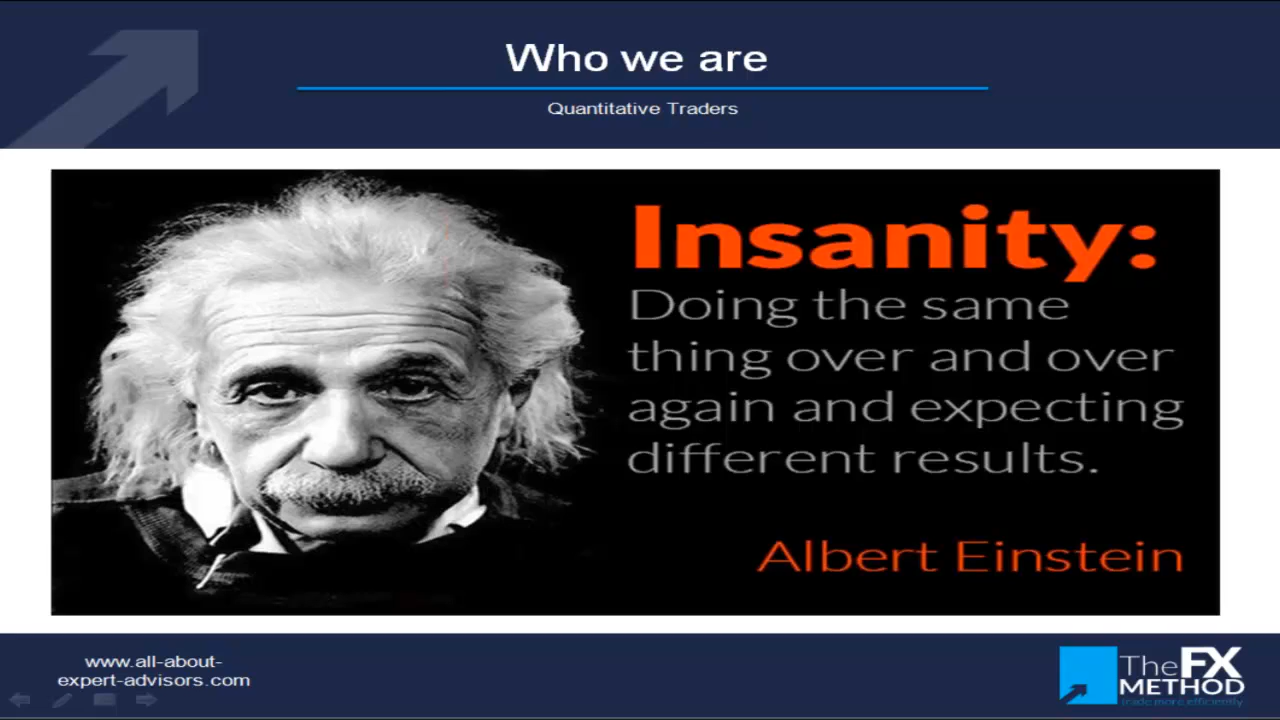 Who we are
Quantitative Traders
Insanity:
Doing the same
thing over and over
again and expecting
different results.
Albert Einstein
www.all-about-
expert-advisors.com
The FX
METHOD
trade more efficiently